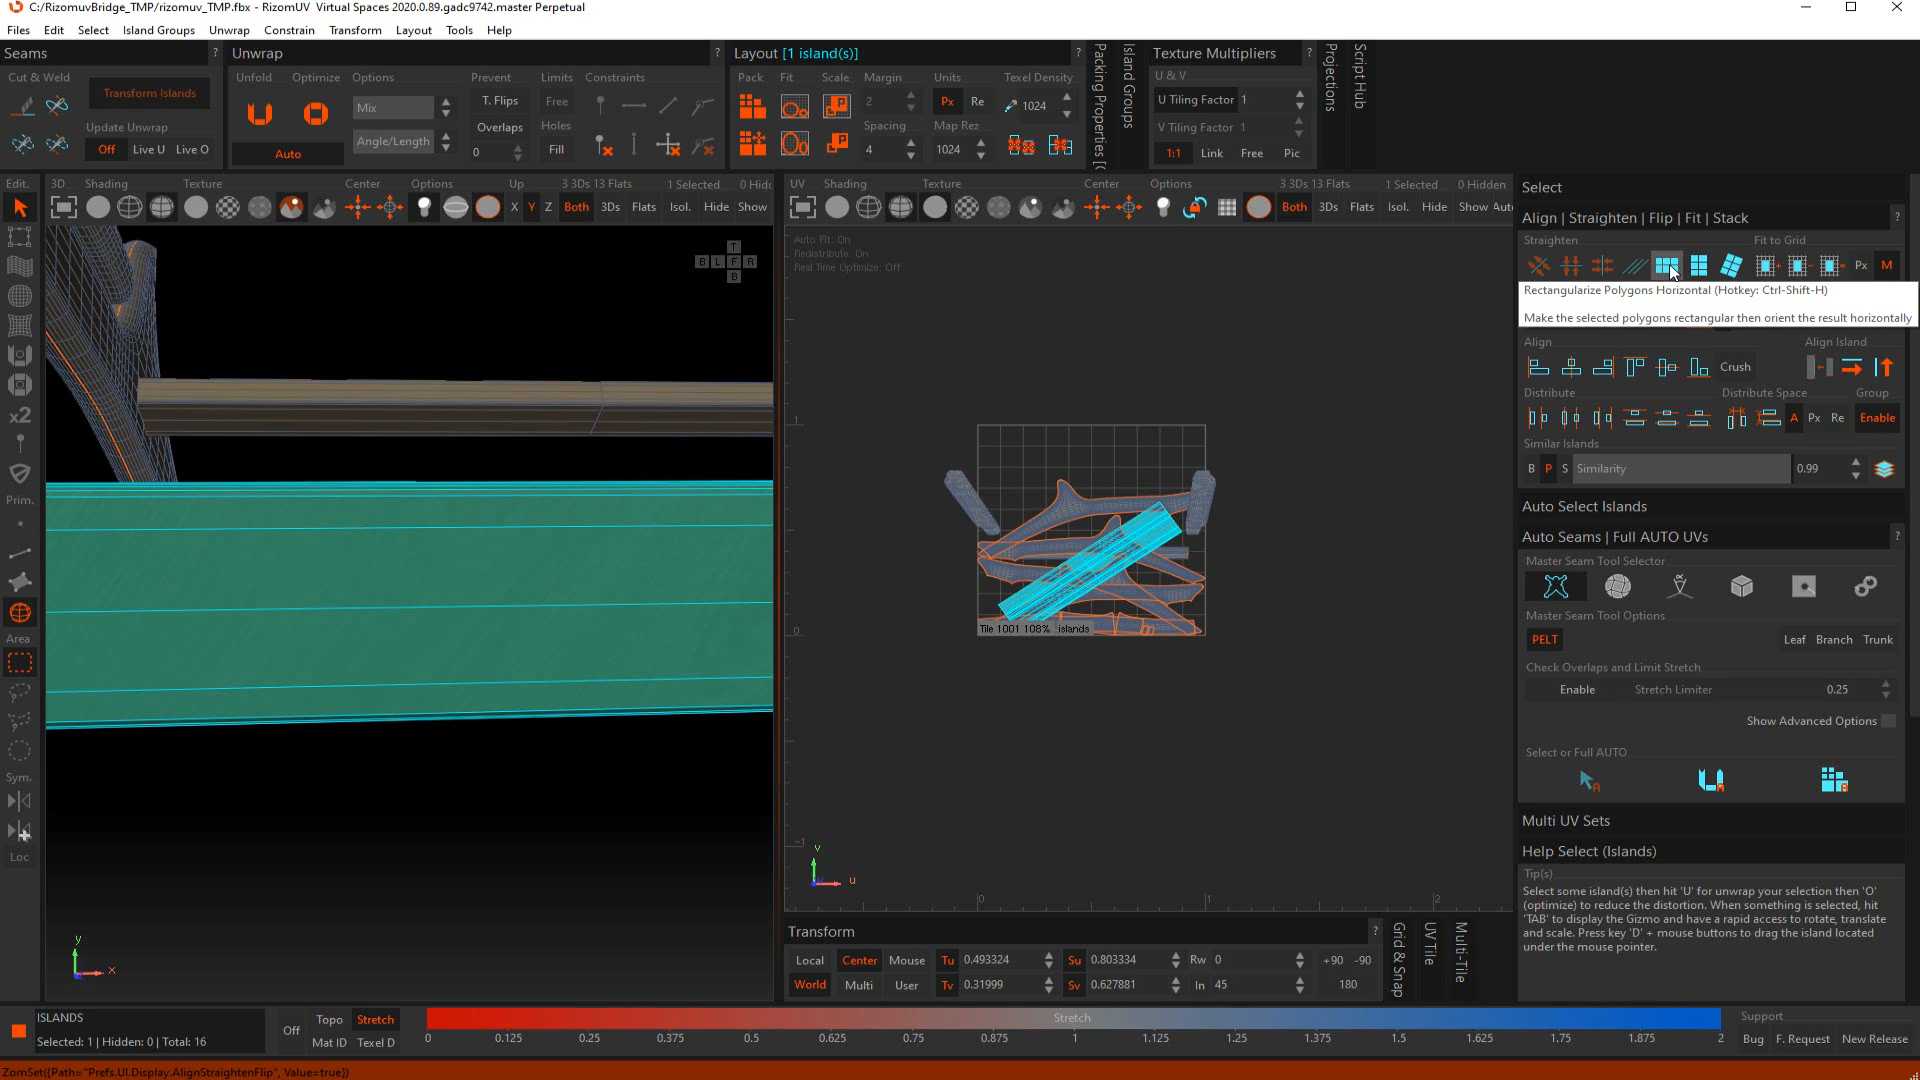 C:/RizomuvBridge_TMP/rizomuv_TMP.fbx - RizomUV Virtual Spaces 2020.0.89.gadc9742.master Perpetual
Files Edit Select Island Groups Unwrap Constrain Transform Layout Tools Help
Seams ? Unwrap ? Layout [1 island(s)] ? Texture Multipliers ?
Cut & Weld Unfold Optimize Options Prevent Limits Constraints Pack Fit Scale Margin Units Texel Density U & V
Transform Islands Mix T. Flips Free 2 Px Re 1024 U Tiling Factor 1
Update Unwrap Angle/Length Overlaps Holes Spacing Map Rez V Tiling Factor 1
Off Live U Live O Auto 0 Fill 4 1024 1:1 Link Free Pic
Packing Properties
Island Groups
Projections
Script Hub
Edit. 3D Shading Texture Center Options Up 3 3Ds 13 Flats 1 Selected 0 Hidd
X Y Z Both 3Ds Flats Isol. Hide Show
UV Shading Texture Center Options 3 3Ds 13 Flats 1 Selected 0 Hidden
Both 3Ds Flats Isol. Hide Show Aut
Auto Fit: On
Redistribute: On
Real Time Optimize: Off
T
B L F R
B
x2
Prim.
Area
Sym.
Loc
1
0
Tile 1001 108% islands
-1
v
u
0 1 2
y
x
Select
Align | Straighten | Flip | Fit | Stack ?
Straighten Fit to Grid
Px M
Rectangularize Polygons Horizontal (Hotkey: Ctrl-Shift-H)
Make the selected polygons rectangular then orient the result horizontally
Align Align Island
Crush
Distribute Distribute Space Group
A Px Re Enable
Similar Islands
B P S Similarity 0.99
Auto Select Islands
Auto Seams | Full AUTO UVs ?
Master Seam Tool Selector
Master Seam Tool Options
PELT Leaf Branch Trunk
Check Overlaps and Limit Stretch
Enable Stretch Limiter 0.25
Show Advanced Options
Select or Full AUTO
Multi UV Sets
Help Select (Islands)
Tip(s)
Select some island(s) then hit 'U' for unwrap your selection then 'O'
(optimize) to reduce the distortion. When something is selected, hit
'TAB' to display the Gizmo and have a rapid access to rotate, translate
and scale. Press key 'D' + mouse buttons to drag the island located
under the mouse pointer.
Transform ?
Local Center Mouse Tu 0.493324 Su 0.803334 Rw 0 +90 -90
World Multi User Tv 0.31999 Sv 0.627881 In 45 180
Grid & Snap
UV Tile
Multi-Tile
ISLANDS
Selected: 1 | Hidden: 0 | Total: 16
Off Topo Stretch
Mat ID Texel D
Stretch
0 0.125 0.25 0.375 0.5 0.625 0.75 0.875 1 1.125 1.25 1.375 1.5 1.625 1.75 1.875 2
Support
Bug F. Request New Release
ZomSet({Path="Prefs.UI.Display.AlignStraightenFlip", Value=true})